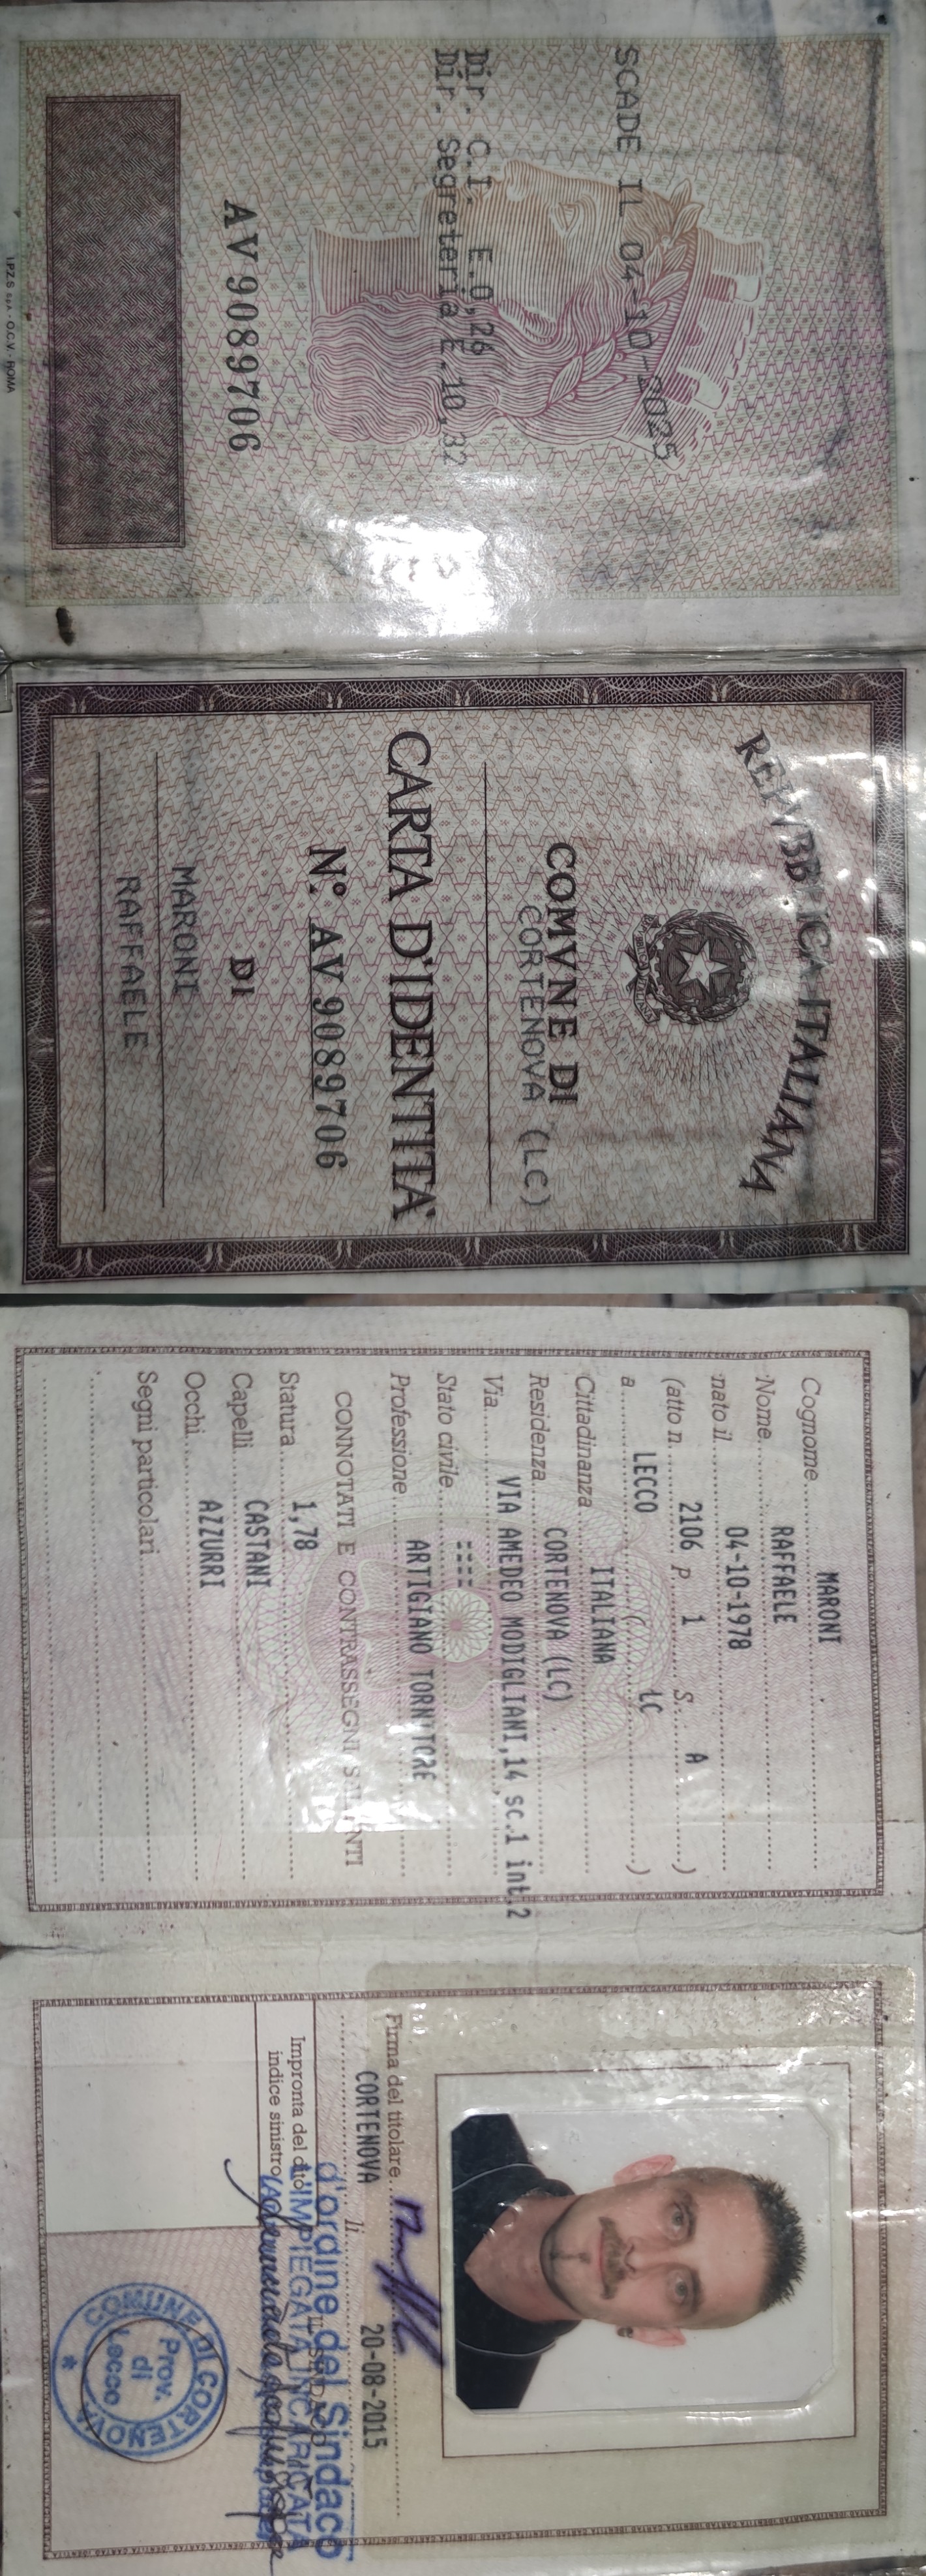 SCADE IL 04-10-2025
Dir. C.I. E.0,26
Dir. Segreteria E.10,32
AV 9089706
I.P.Z.S. S.p.A. - O.C.V. - ROMA
REPVBBLICA ITALIANA
COMVNE DI
CORTENOVA (LC)
CARTA D'IDENTITA'
N° AV 9089706
DI
MARONI
RAFFAELE
Cognome MARONI
Nome RAFFAELE
nato il 04-10-1978
(atto n. 2106 P. 1 S. A )
a LECCO ( LC )
Cittadinanza ITALIANA
Residenza CORTENOVA (LC)
Via VIA AMEDEO MODIGLIANI,14 sc.1 int.2
Stato civile ----
Professione ARTIGIANO TORNITORE
CONNOTATI E CONTRASSEGNI SALIENTI
Statura 1,78
Capelli CASTANI
Occhi AZZURRI
Segni particolari
Firma del titolare
CORTENOVA li 20-08-2015
IL SINDACO
d'ordine del Sindaco
L'IMPIEGATA INCARICATA
Impronta del dito
indice sinistro
COMUNE DI CORTENOVA
Prov.
di
Lecco